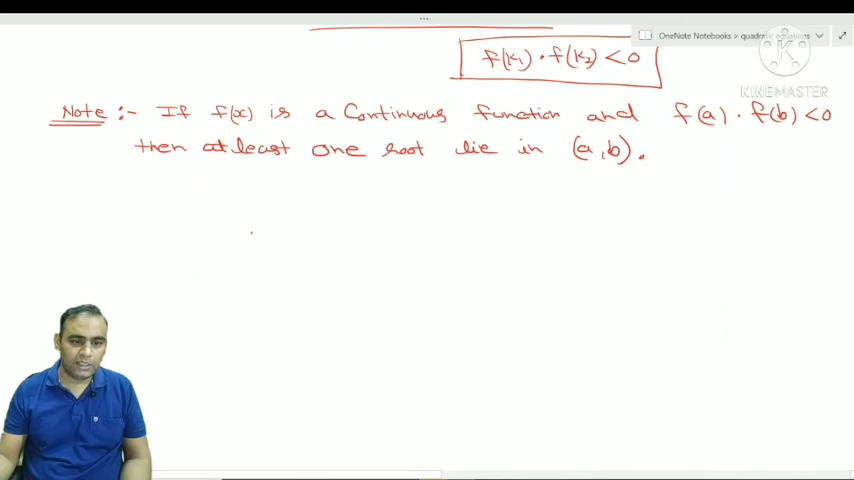 ...
OneNote Notebooks > quadratic equations
f(K₁) · f(K₂) < 0
KINEMASTER
Note :- If f(x) is a Continuous function and f(a) · f(b) < 0
then atleast one root lie in (a, b).